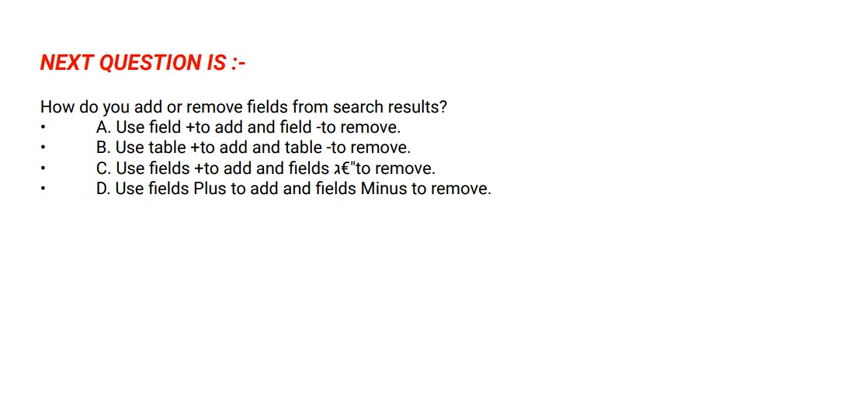 NEXT QUESTION IS :-
How do you add or remove fields from search results?
• A. Use field +to add and field -to remove.
• B. Use table +to add and table -to remove.
• C. Use fields +to add and fields ג€"to remove.
• D. Use fields Plus to add and fields Minus to remove.